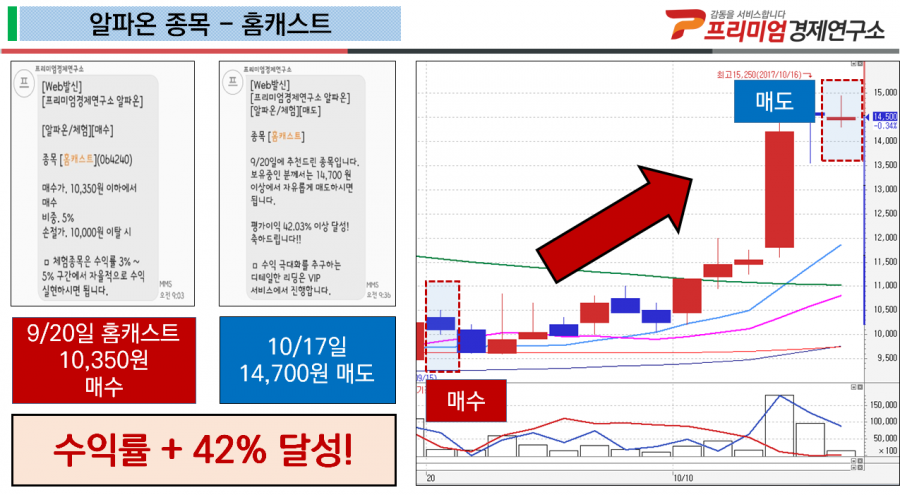 알파온 종목 – 홈캐스트
감동을 서비스합니다
프리미엄경제연구소
프리미엄경제연구소
프
[Web발신]
[프리미엄경제연구소 알파온]
[알파온/체험][매수]
종목 [홈캐스트](064240)
매수가. 10,350원 이하에서
매수
비중. 5%
손절가. 10,000원 이탈 시
ㅁ 체험종목은 수익률 3% ~
5% 구간에서 자율적으로 수익
실현하시면 됩니다.
MMS
오전 9:03
프리미엄경제연구소
프
[Web발신]
[프리미엄경제연구소 알파온]
[알파온/체험][매도]
종목 [홈캐스트]
9/20일에 추천드린 종목입니다.
보유중인 분께서는 14,700 원
이상에서 자유롭게 매도하시면
됩니다.
평가이익 42.03% 이상 달성!
축하드립니다!!
ㅁ 수익 극대화를 추구하는
디테일한 리딩은 VIP
서비스에서 진행합니다.
MMS
오전 9:36
9/20일 홈캐스트
10,350원
매수
10/17일
14,700원 매도
수익률 + 42% 달성!
최고15,250(2017/10/16)→
매도
15,000
14,500
-0.34%
14,000
13,500
13,000
12,500
12,000
11,500
11,000
10,500
10,000
9,500
09/15)
매수
150,000
100,000
50,000
×100
20
10/10